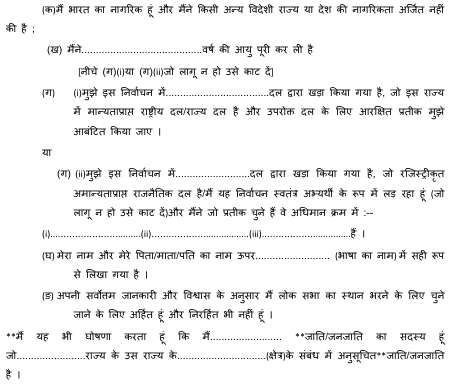 (क)मैं भारत का नागरिक हूं और मैंने किसी अन्य विदेशी राज्य या देश की नागरिकता अर्जित नहीं
की है ;
(ख) मैंने.......................................वर्ष की आयु पूरी कर ली है
[नीचे (ग)(i)या (ग)(ii)जो लागू न हो उसे काट दें]
(ग) (i)मुझे इस निर्वाचन में..................................दल द्वारा खड़ा किया गया है, जो इस राज्य
में मान्यताप्राप्त राष्ट्रीय दल/राज्य दल है और उपरोक्त दल के लिए आरक्षित प्रतीक मुझे
आबंटित किया जाए ।
या
(ग) (ii)मुझे इस निर्वाचन में.........................दल द्वारा खड़ा किया गया है, जो रजिस्ट्रीकृत
अमान्यताप्राप्त राजनैतिक दल है/मैं यह निर्वाचन स्वतंत्र अभ्यर्थी के रूप में लड़ रहा हूं (जो
लागू न हो उसे काट दें)और मैंने जो प्रतीक चुने हैं वे अधिमान क्रम में :--
(i)..............................(ii)................................(iii)..............................हैं ।
(घ) मेरा नाम और मेरे पिता/माता/पति का नाम ऊपर......................... (भाषा का नाम) में सही रूप
से लिखा गया है ।
(ङ) अपनी सर्वोत्तम जानकारी और विश्वास के अनुसार मैं लोक सभा का स्थान भरने के लिए चुने
जाने के लिए अर्हित हूं और निरर्हित भी नहीं हूं ।
**मैं यह भी घोषणा करता हूं कि मैं........................ **जाति/जनजाति का सदस्य हूं
जो.......................राज्य के उस राज्य के.............................(क्षेत्र)के संबंध में अनुसूचित**जाति/जनजाति
है ।